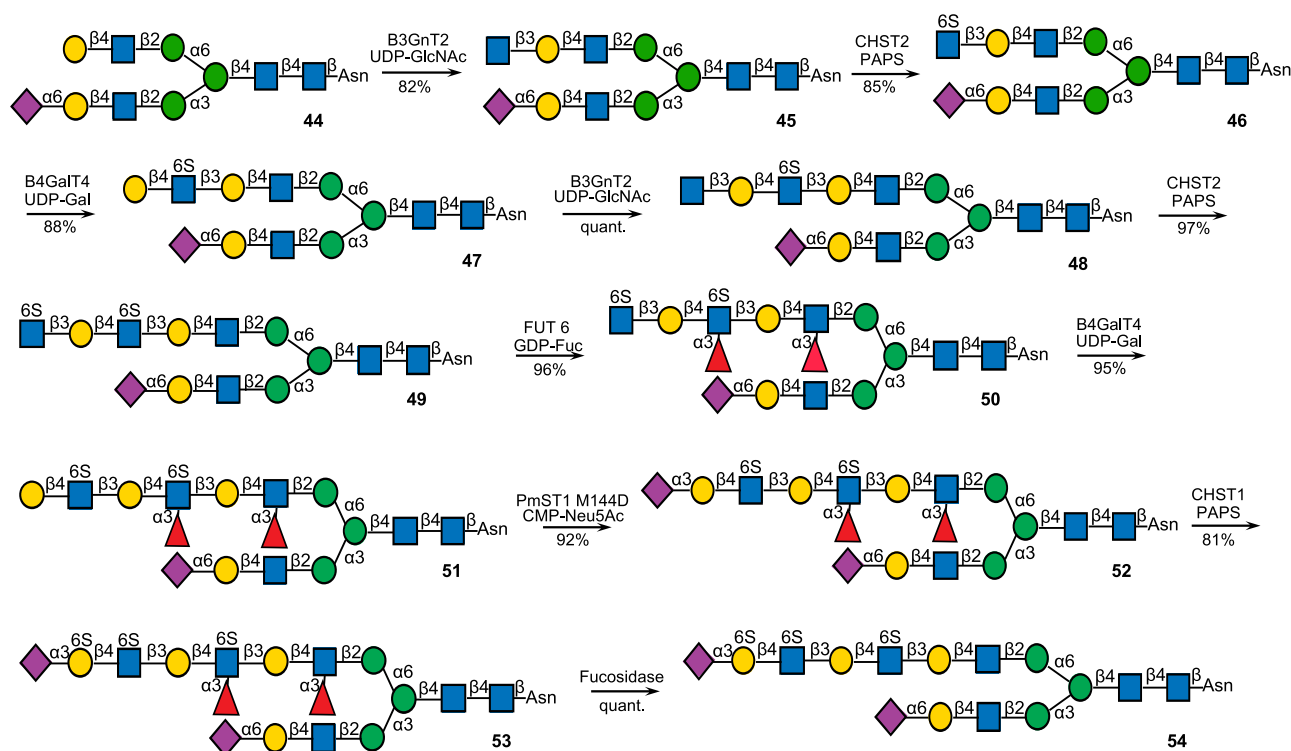 β4 β2
α6
β4 β4 β Asn
α6 β4 β2 α3
44
B3GnT2
UDP-GlcNAc
82%
β3 β4 β2
α6
β4 β4 β Asn
α6 β4 β2 α3
45
CHST2
PAPS
85%
6S
β3 β4 β2
α6
β4 β4 β Asn
α6 β4 β2 α3
46
B4GalT4
UDP-Gal
88%
6S
β4 β3 β4 β2
α6
β4 β4 β Asn
α6 β4 β2 α3
47
B3GnT2
UDP-GlcNAc
quant.
6S
β3 β4 β3 β4 β2
α6
β4 β4 β Asn
α6 β4 β2 α3
48
CHST2
PAPS
97%
6S 6S
β3 β4 β3 β4 β2
α6
β4 β4 β Asn
α6 β4 β2 α3
49
FUT 6
GDP-Fuc
96%
6S 6S
β3 β4 β3 β4 β2
α6
α3 α3
β4 β4 β Asn
α6 β4 β2 α3
50
B4GalT4
UDP-Gal
95%
6S 6S
β4 β3 β4 β3 β4 β2
α6
α3 α3
β4 β4 β Asn
α6 β4 β2 α3
51
PmST1 M144D
CMP-Neu5Ac
92%
6S 6S
α3 β4 β3 β4 β3 β4 β2
α6
α3 α3
β4 β4 β Asn
α6 β4 β2 α3
52
CHST1
PAPS
81%
6S 6S 6S
α3 β4 β3 β4 β3 β4 β2
α6
α3 α3
β4 β4 β Asn
α6 β4 β2 α3
53
Fucosidase
quant.
6S 6S 6S
α3 β4 β3 β4 β3 β4 β2
α6
β4 β4 β Asn
α6 β4 β2 α3
54